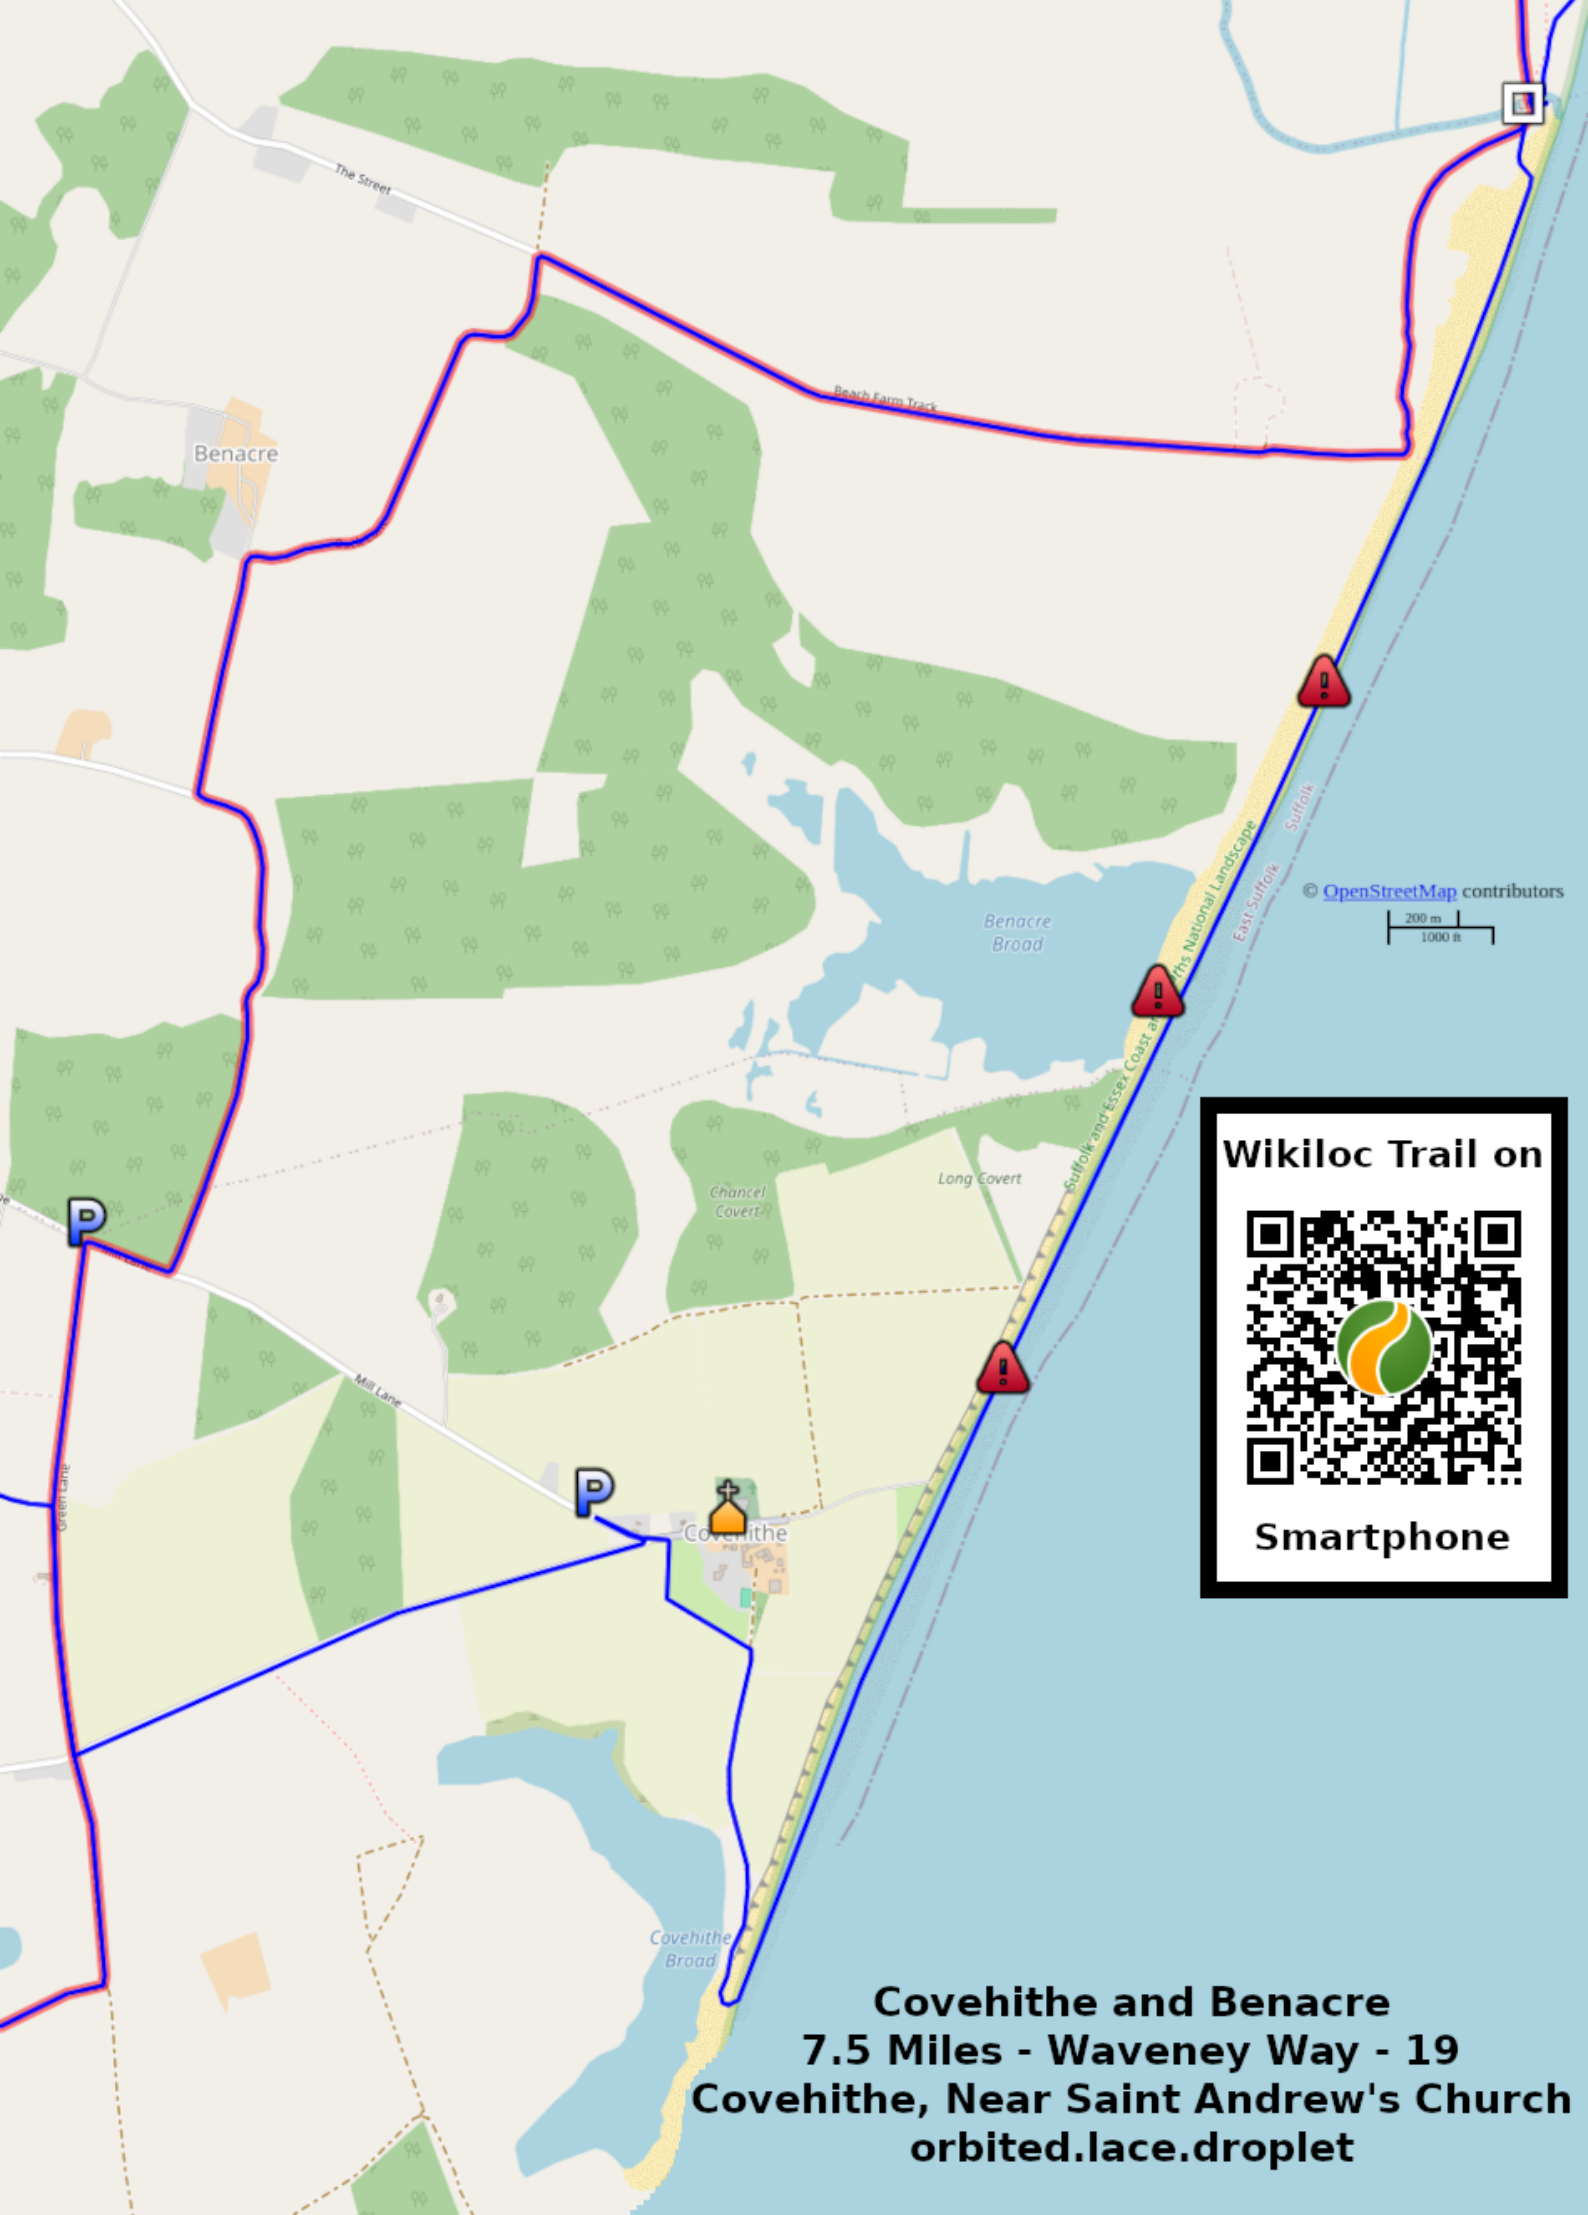 The Street
Beach Farm Track
Benacre
Suffolk
© OpenStreetMap contributors
200 m
1000 ft
East Suffolk
Benacre
Broad
Suffolk and Essex Coast and Heaths National Landscape
Wikiloc Trail on
Smartphone
Long Covert
Chancel
Covert
P
Mill Lane
Green Lane
P
Covehithe
Covehithe
Broad
Covehithe and Benacre
7.5 Miles - Waveney Way - 19
Covehithe, Near Saint Andrew's Church
orbited.lace.droplet